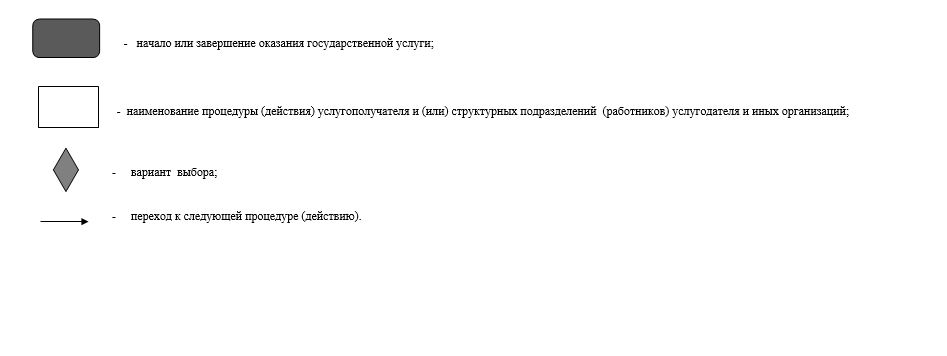 - начало или завершение оказания государственной услуги;
- наименование процедуры (действия) услугополучателя и (или) структурных подразделений (работников) услугодателя и иных организаций;
- вариант выбора;
- переход к следующей процедуре (действию).